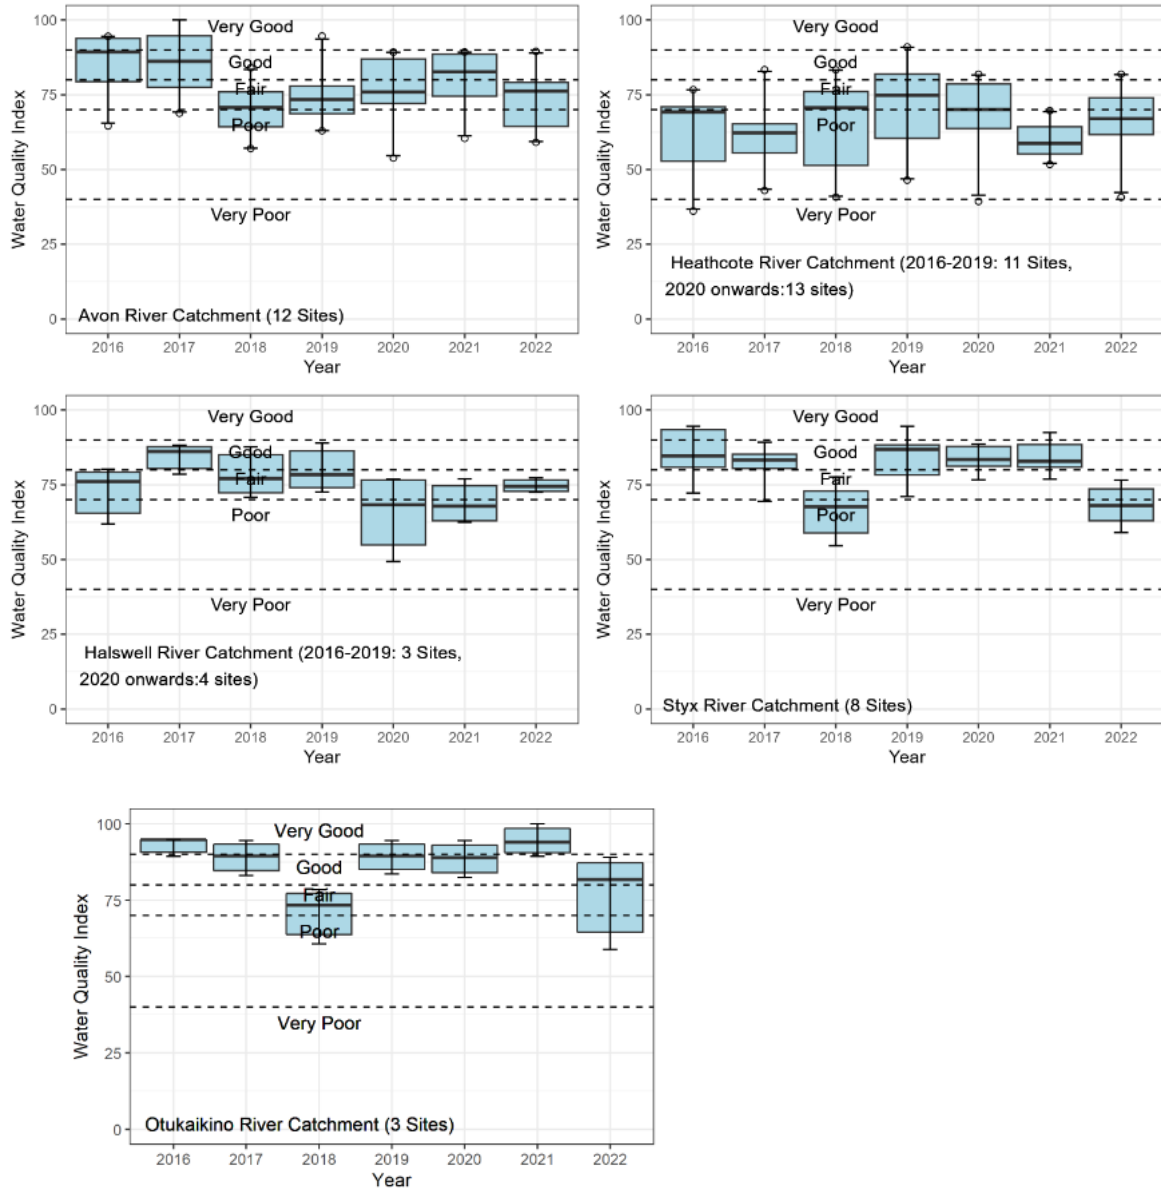 100
75
50
25
0
Water Quality Index
Very Good
Good
Fair
Poor
Very Poor
Avon River Catchment (12 Sites)
2016 2017 2018 2019 2020 2021 2022
Year
100
75
50
25
0
Water Quality Index
Very Good
Good
Fair
Poor
Very Poor
Heathcote River Catchment (2016-2019: 11 Sites,
2020 onwards:13 sites)
2016 2017 2018 2019 2020 2021 2022
Year
100
75
50
25
0
Water Quality Index
Very Good
Good
Fair
Poor
Very Poor
Halswell River Catchment (2016-2019: 3 Sites,
2020 onwards:4 sites)
2016 2017 2018 2019 2020 2021 2022
Year
100
75
50
25
0
Water Quality Index
Very Good
Good
Fair
Poor
Very Poor
Styx River Catchment (8 Sites)
2016 2017 2018 2019 2020 2021 2022
Year
100
75
50
25
0
Water Quality Index
Very Good
Good
Fair
Poor
Very Poor
Otukaikino River Catchment (3 Sites)
2016 2017 2018 2019 2020 2021 2022
Year